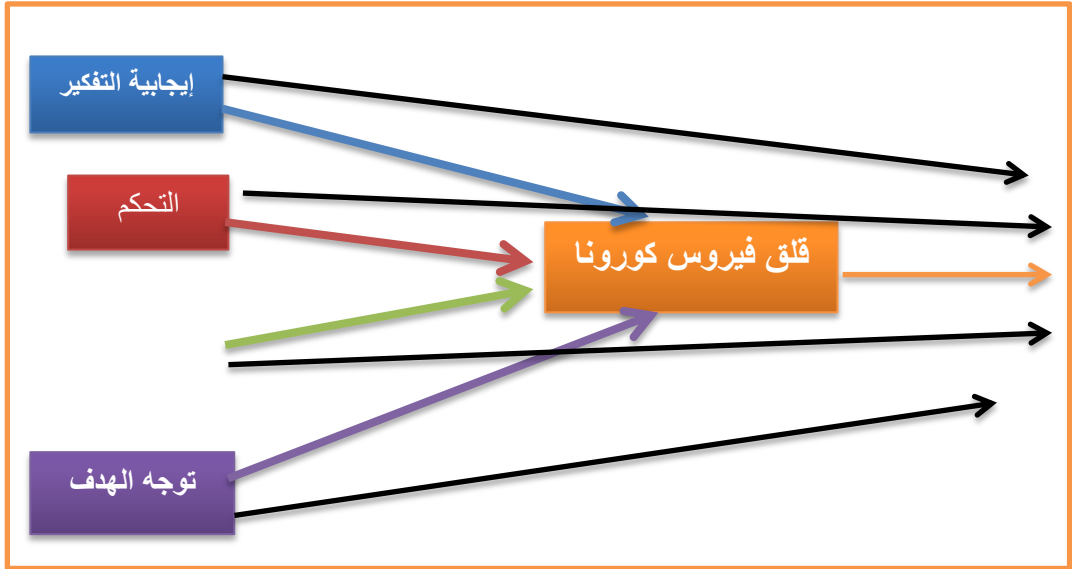 إيجابية التفكير
التحكم
قلق فيروس كورونا
توجه الهدف